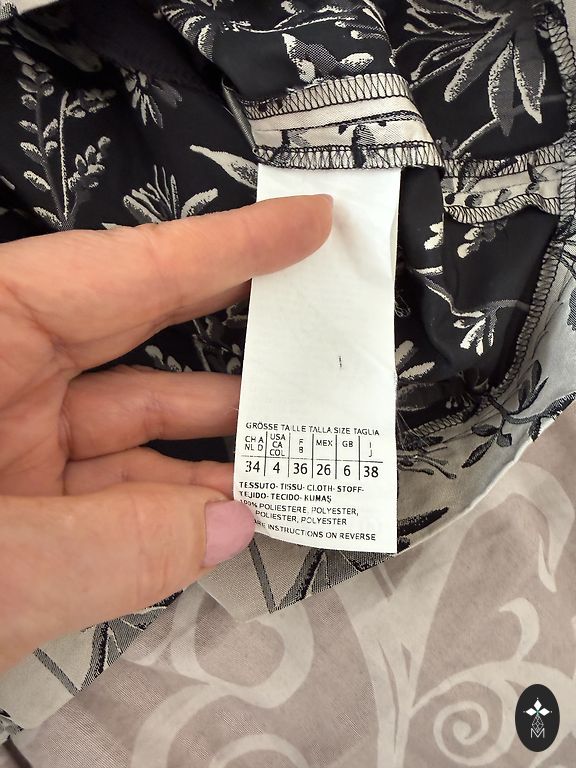 GRÖSSE TAILLE TALLA SIZE TAGLIA
CH A USA F MEX GB I
NL D CA B J
COL
34 4 36 26 6 38
TESSUTO- TISSU- CLOTH- STOFF-
TEJIDO- TECIDO- KUMAŞ
POLIESTERE, POLYESTER,
POLIESTER, POLYESTER
INSTRUCTIONS ON REVERSE
M